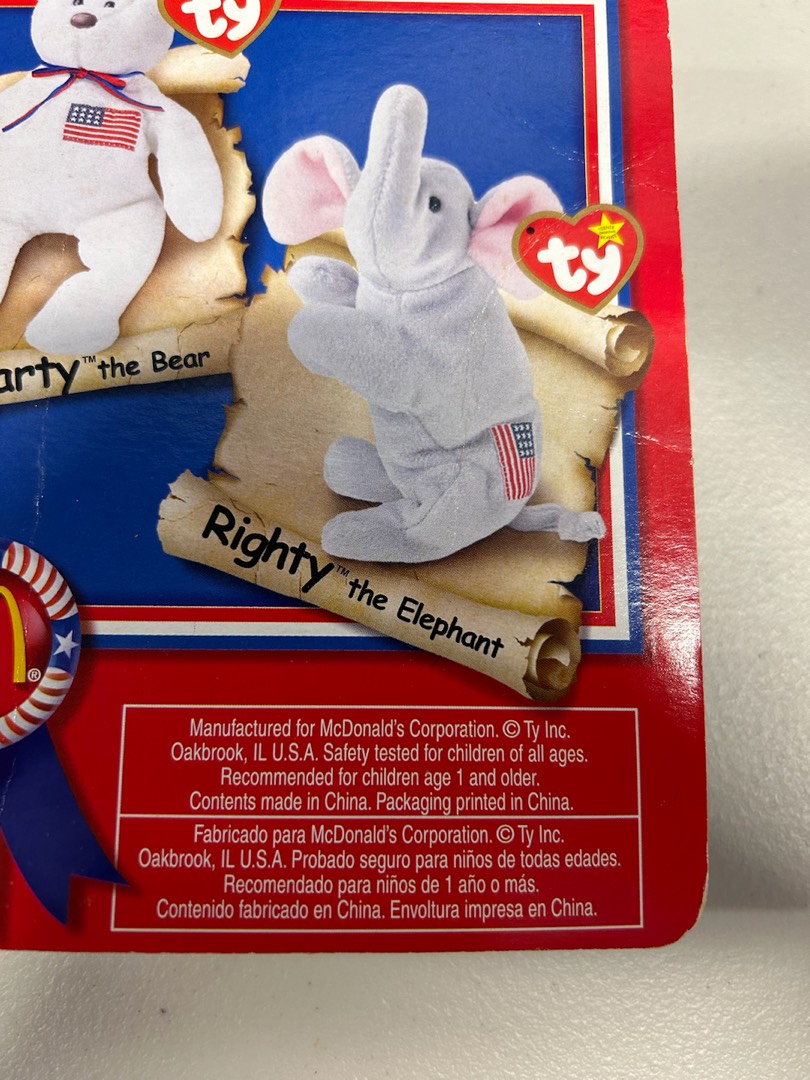 ty
arty™ the Bear
ty
Righty™ the Elephant
®
Manufactured for McDonald's Corporation. © Ty Inc.
Oakbrook, IL U.S.A. Safety tested for children of all ages.
Recommended for children age 1 and older.
Contents made in China. Packaging printed in China.
Fabricado para McDonald's Corporation. © Ty Inc.
Oakbrook, IL U.S.A. Probado seguro para niños de todas edades.
Recomendado para niños de 1 año o más.
Contenido fabricado en China. Envoltura impresa en China.